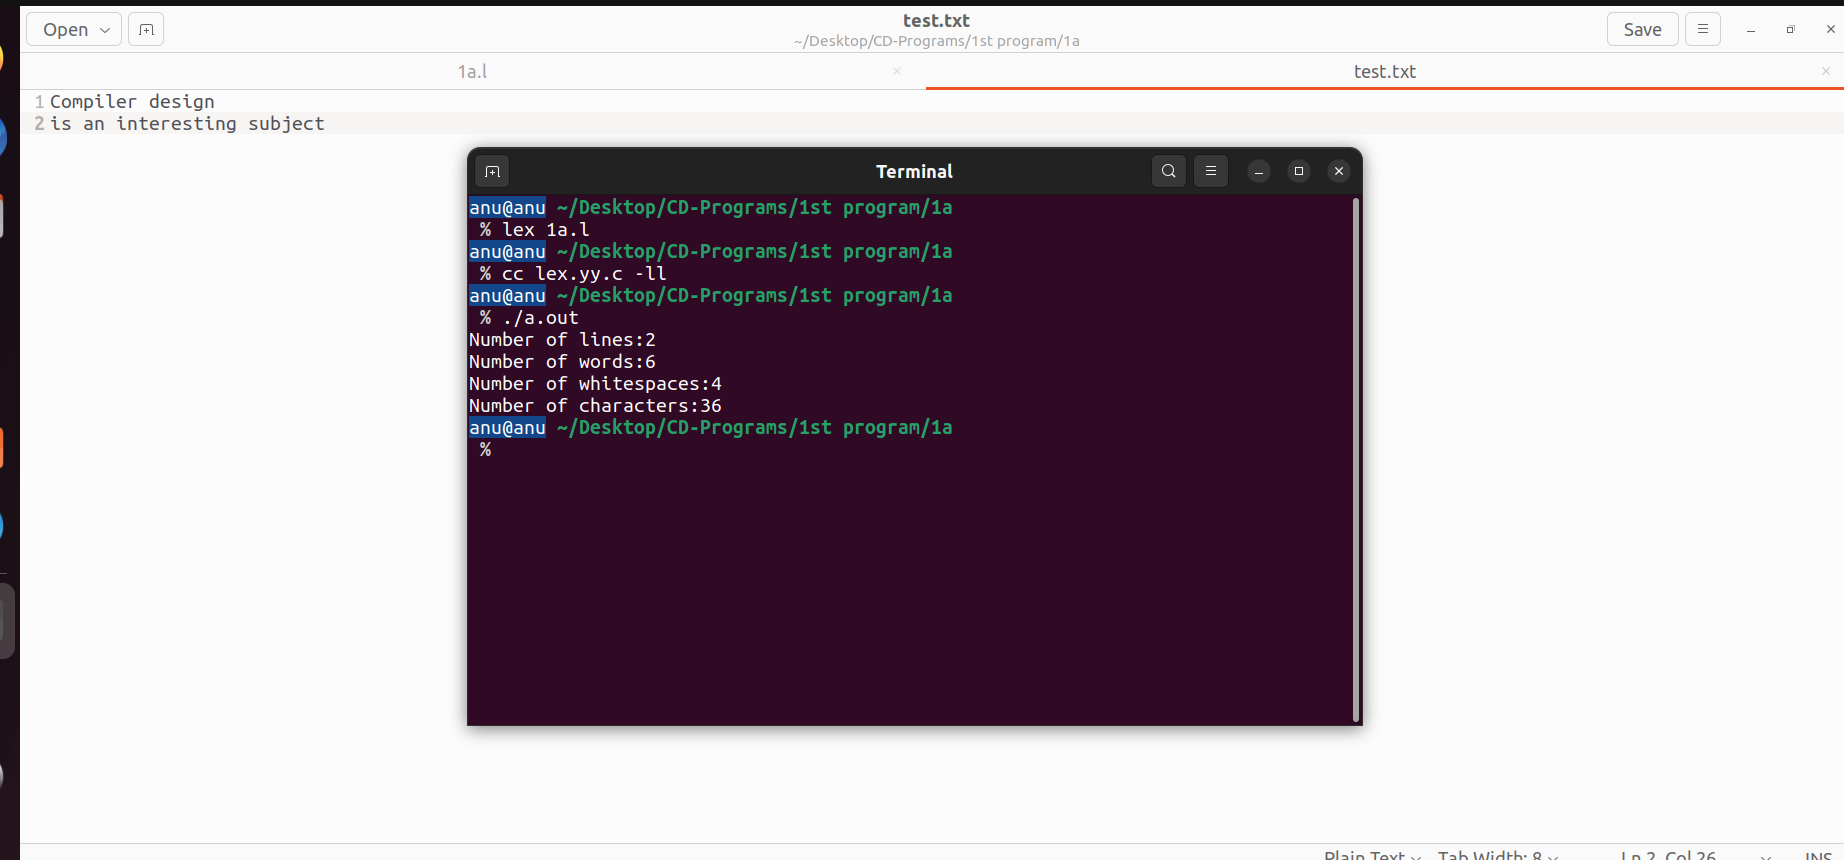 Open
test.txt
~/Desktop/CD-Programs/1st program/1a
Save
1a.l
test.txt
1 Compiler design
2 is an interesting subject
Terminal
anu@anu ~/Desktop/CD-Programs/1st program/1a
% lex 1a.l
anu@anu ~/Desktop/CD-Programs/1st program/1a
% cc lex.yy.c -ll
anu@anu ~/Desktop/CD-Programs/1st program/1a
% ./a.out
Number of lines:2
Number of words:6
Number of whitespaces:4
Number of characters:36
anu@anu ~/Desktop/CD-Programs/1st program/1a
%
Plain Text Tab Width: 8 Ln 2, Col 26 INS